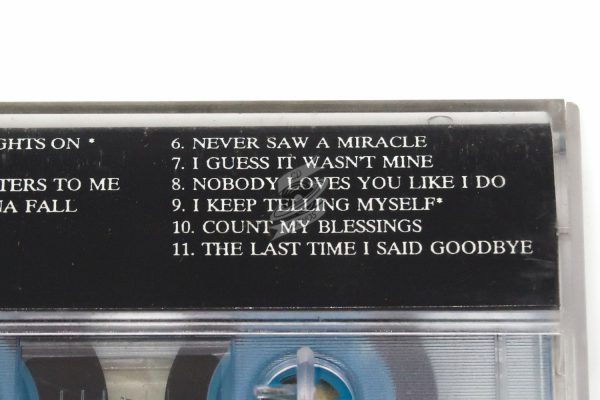 GHTS ON *
TERS TO ME
NA FALL
6. NEVER SAW A MIRACLE
7. I GUESS IT WASN'T MINE
8. NOBODY LOVES YOU LIKE I DO
9. I KEEP TELLING MYSELF*
10. COUNT MY BLESSINGS
11. THE LAST TIME I SAID GOODBYE